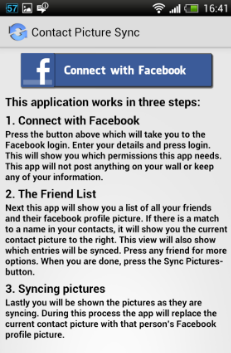 57 16:41
Contact Picture Sync
f Connect with Facebook
This application works in three steps:
1. Connect with Facebook
Press the button above which will take you to the
Facebook login. Enter your details and press login.
This will show you which permissions this app needs.
This app will not post anything on your wall or keep
any of your information.
2. The Friend List
Next this app will show you a list of all your friends
and their facebook profile picture. If there is a match
to a name in your contacts, it will show you the current
contact picture to the right. This view will also show
which entries will be synced. Press any friend for more
options. When you are done, press the Sync Pictures-
button.
3. Syncing pictures
Lastly you will be shown the pictures as they are
syncing. During this process the app will replace the
current contact picture with that person's Facebook
profile picture.